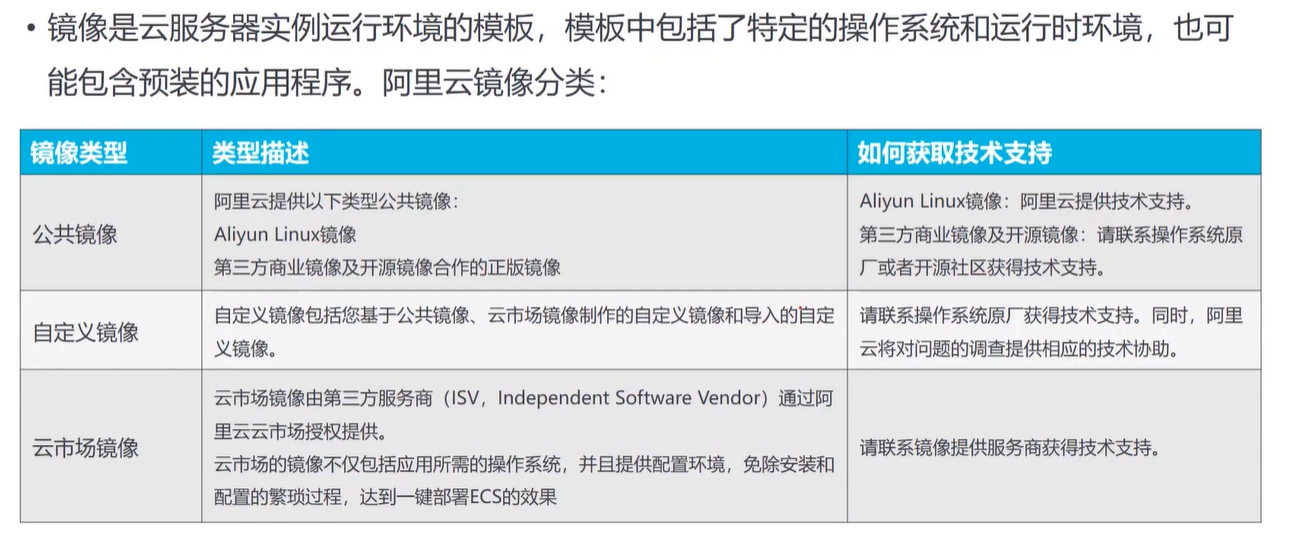 • 镜像是云服务器实例运行环境的模板，模板中包括了特定的操作系统和运行时环境，也可
能包含预装的应用程序。阿里云镜像分类：
镜像类型
类型描述
如何获取技术支持
公共镜像
阿里云提供以下类型公共镜像：
Aliyun Linux镜像
第三方商业镜像及开源镜像合作的正版镜像
Aliyun Linux镜像：阿里云提供技术支持。
第三方商业镜像及开源镜像：请联系操作系统原
厂或者开源社区获得技术支持。
自定义镜像
自定义镜像包括您基于公共镜像、云市场镜像制作的自定义镜像和导入的自定
义镜像。
请联系操作系统原厂获得技术支持。同时，阿里
云将对问题的调查提供相应的技术协助。
云市场镜像
云市场镜像由第三方服务商（ISV，Independent Software Vendor）通过阿
里云云市场授权提供。
云市场的镜像不仅包括应用所需的操作系统，并且提供配置环境，免除安装和
配置的繁琐过程，达到一键部署ECS的效果
请联系镜像提供服务商获得技术支持。